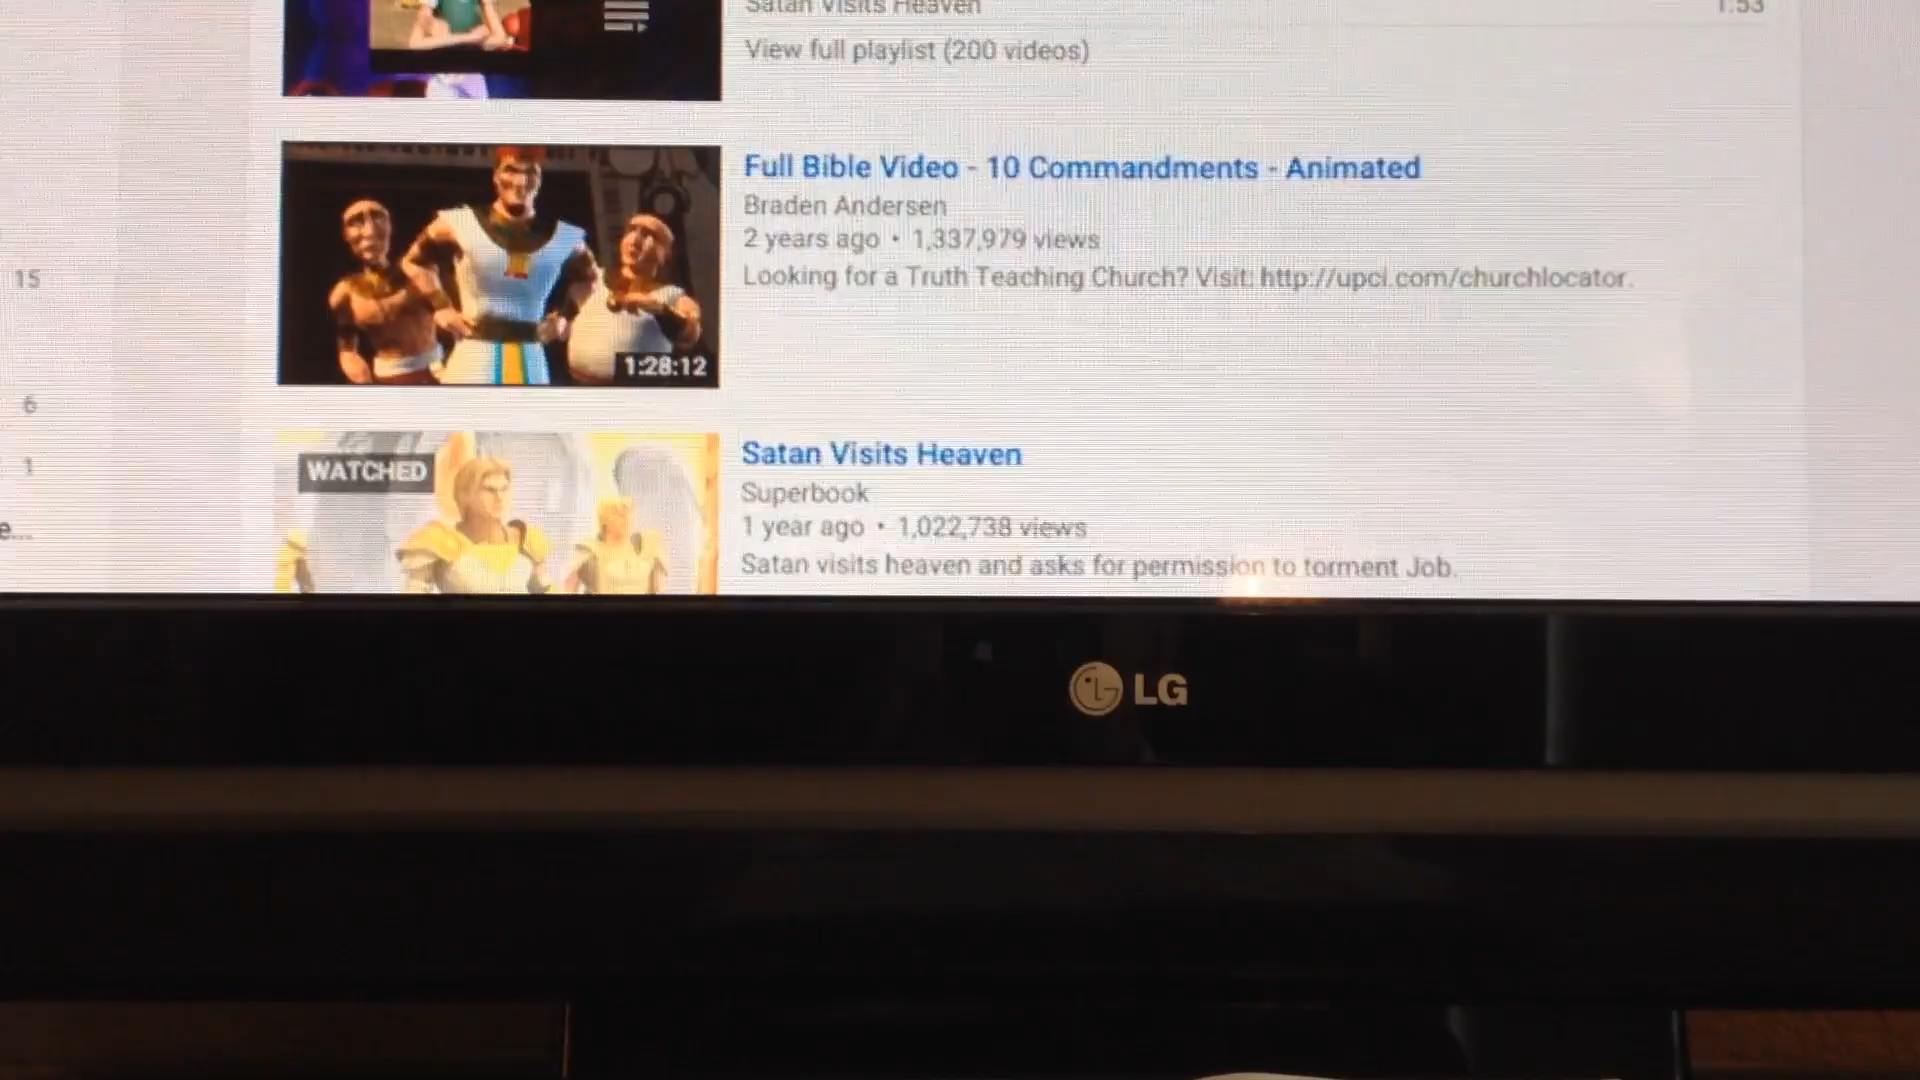 Satan Visits Heaven 1:53
View full playlist (200 videos)
Full Bible Video - 10 Commandments - Animated
Braden Andersen
2 years ago • 1,337,979 views
Looking for a Truth Teaching Church? Visit: http://upci.com/churchlocator.
1:28:12
15
6
1
e...
WATCHED
Satan Visits Heaven
Superbook
1 year ago • 1,022,738 views
Satan visits heaven and asks for permission to torment Job.
LG